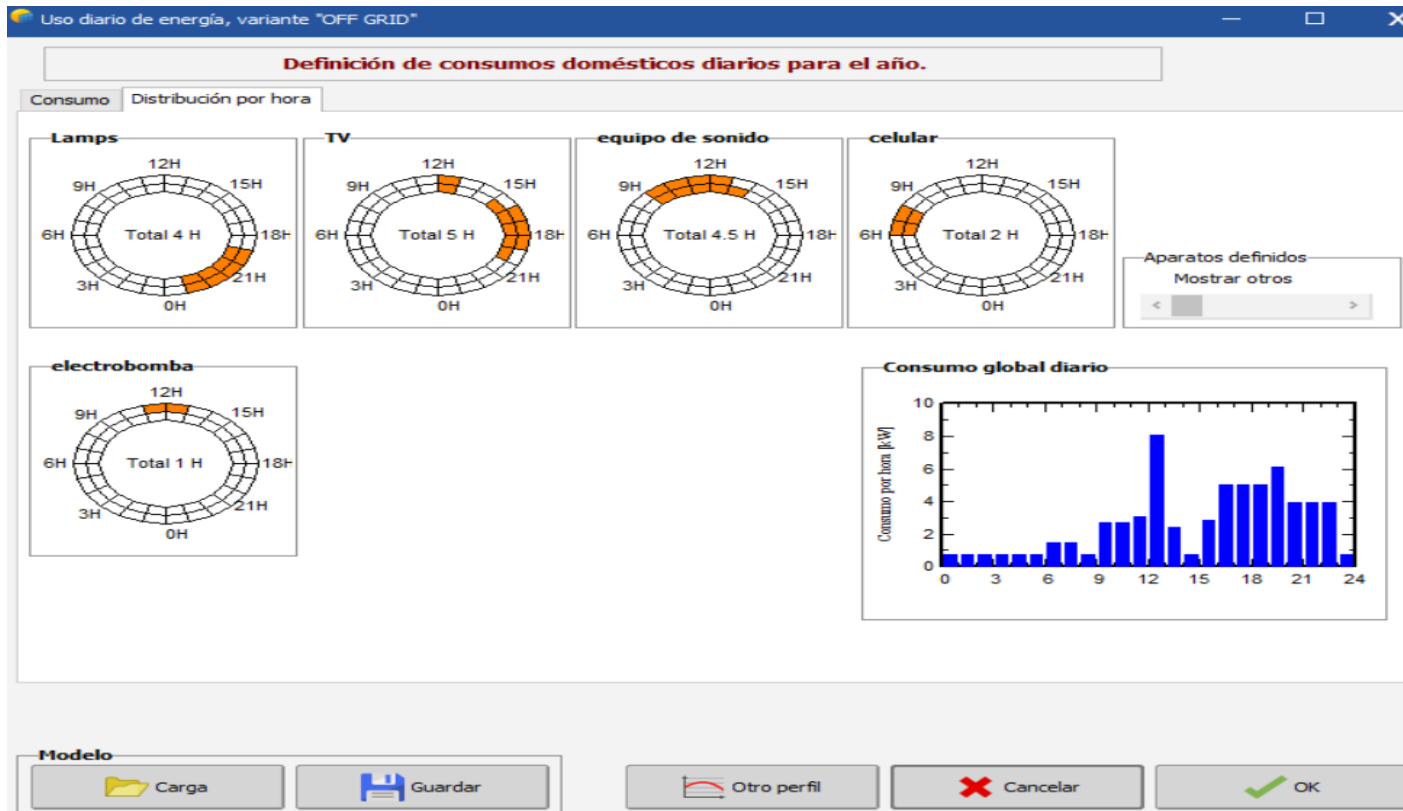 Uso diario de energía, variante "OFF GRID"
Definición de consumos domésticos diarios para el año.
Consumo Distribución por hora
Lamps
12H
9H 15H
6H Total 4 H 18H
3H 21H
0H
TV
12H
9H 15H
6H Total 5 H 18H
3H 21H
0H
equipo de sonido
12H
9H 15H
6H Total 4.5 H 18H
3H 21H
0H
celular
12H
9H 15H
6H Total 2 H 18H
3H 21H
0H
Aparatos definidos
Mostrar otros
electrobomba
12H
9H 15H
6H Total 1 H 18H
3H 21H
0H
Consumo global diario
Consumo por hora [kW]
10
8
6
4
2
0
0 3 6 9 12 15 18 21 24
Modelo
Carga Guardar Otro perfil Cancelar OK